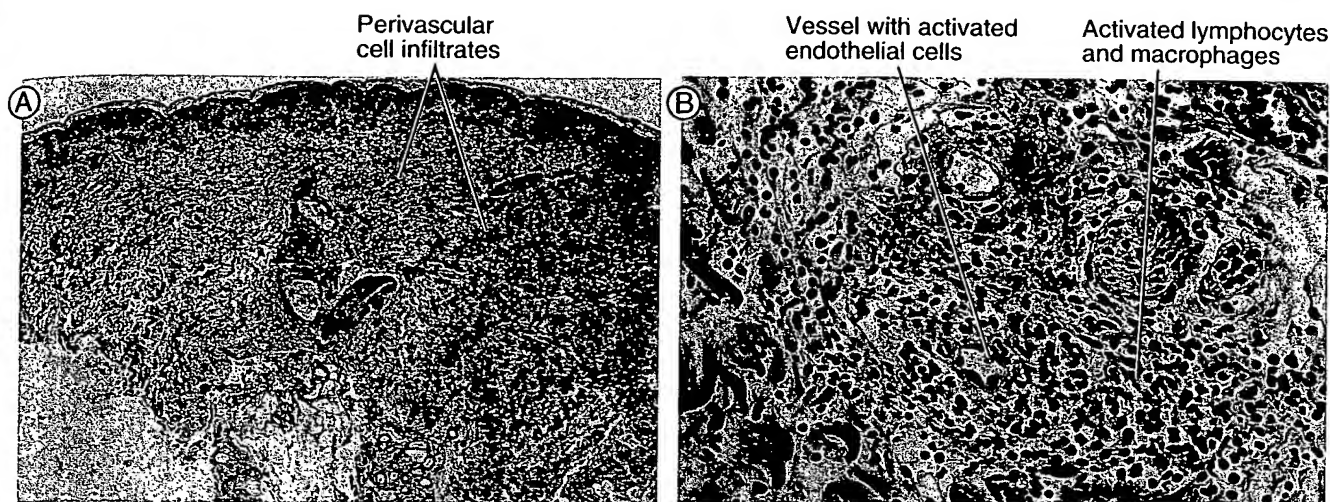 Perivascular
cell infiltrates
Vessel with activated
endothelial cells
Activated lymphocytes
and macrophages
A
B